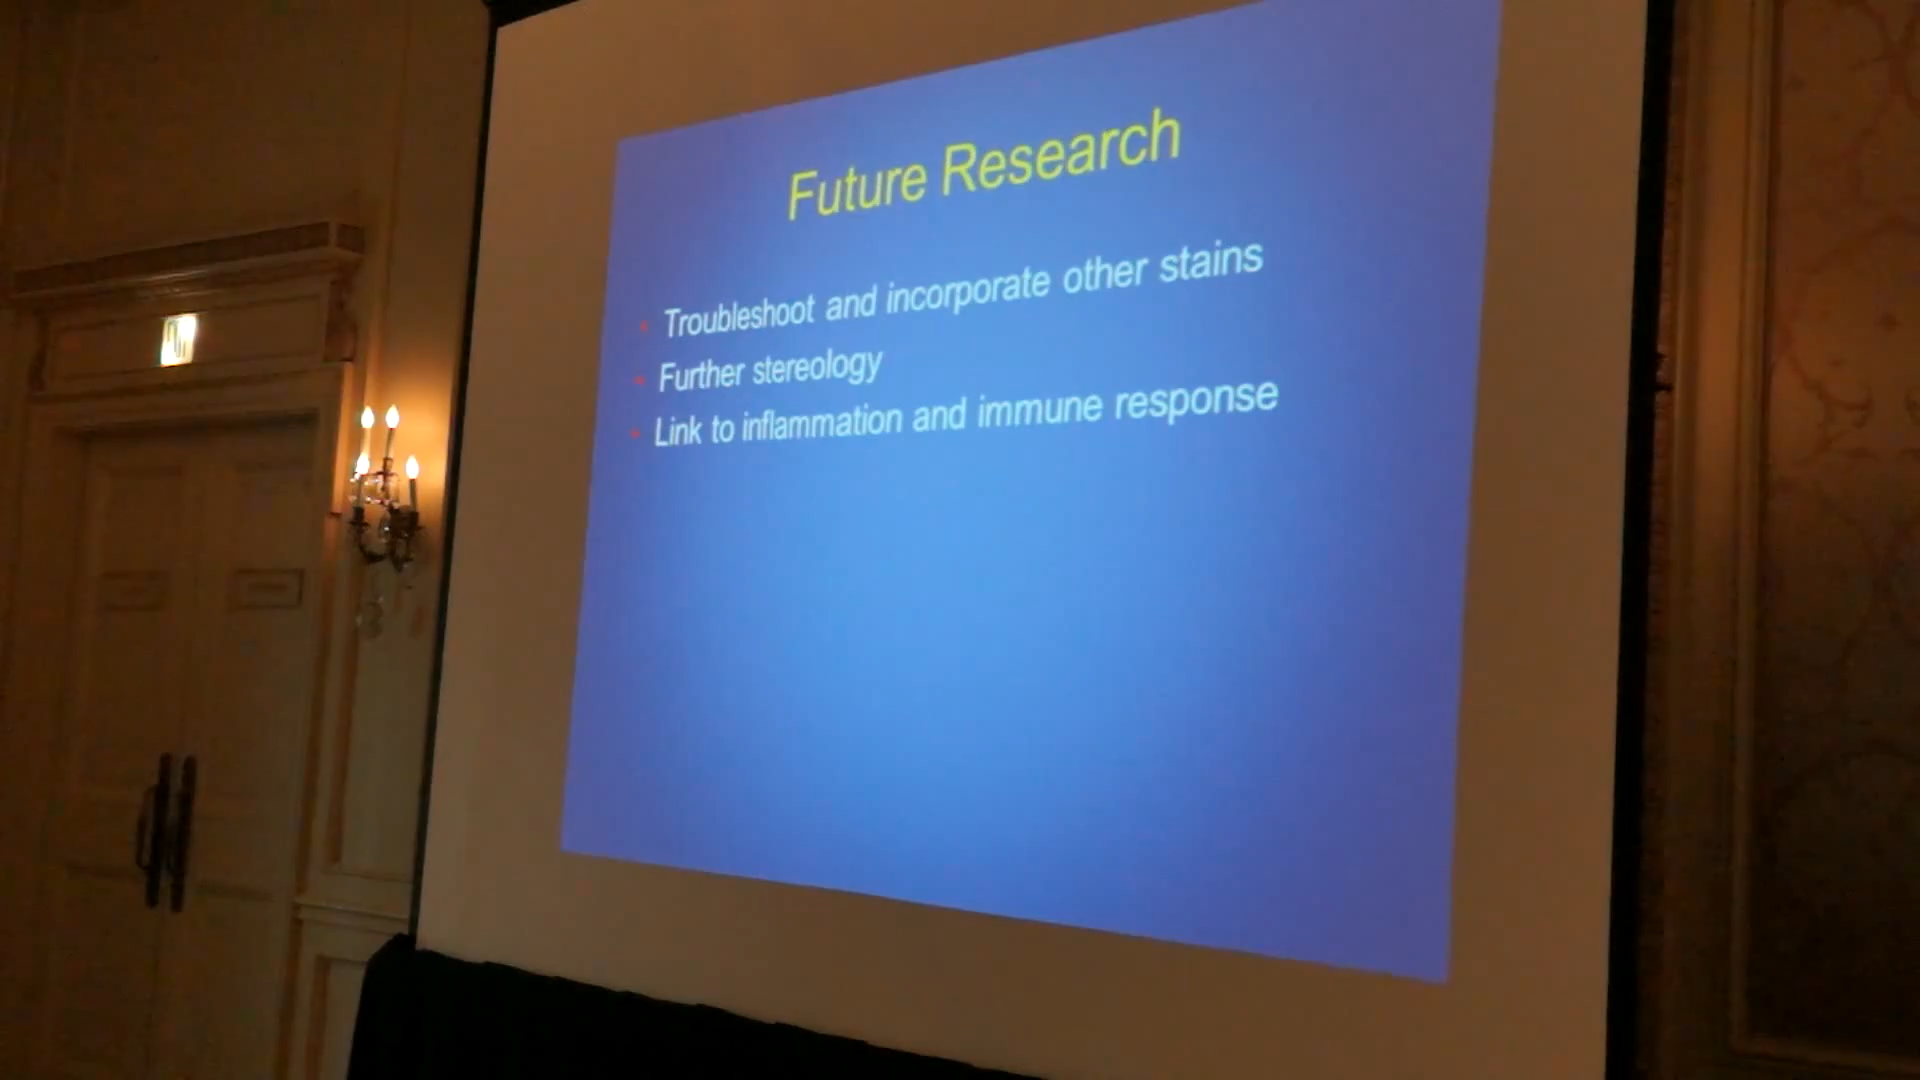 Future Research
Troubleshoot and incorporate other stains
Further stereology
Link to inflammation and immune response